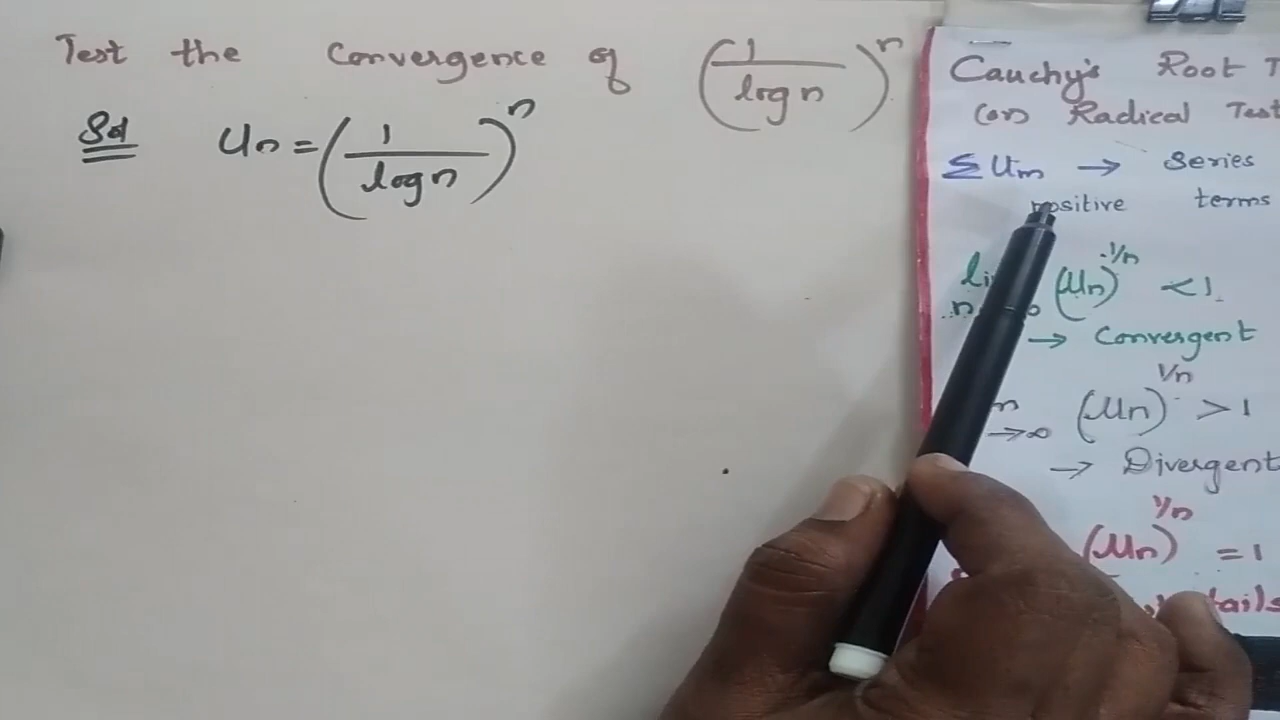 Test the Convergence of (1/log n)^n
Sol Un = (1/log n)^n
Cauchy's Root
(or) Radical Test
ΣUn → Series
positive terms
(Un)^1/n < 1
→ Convergent
→∞ (Un)^1/n > 1
→ Divergent
(Un)^1/n = 1